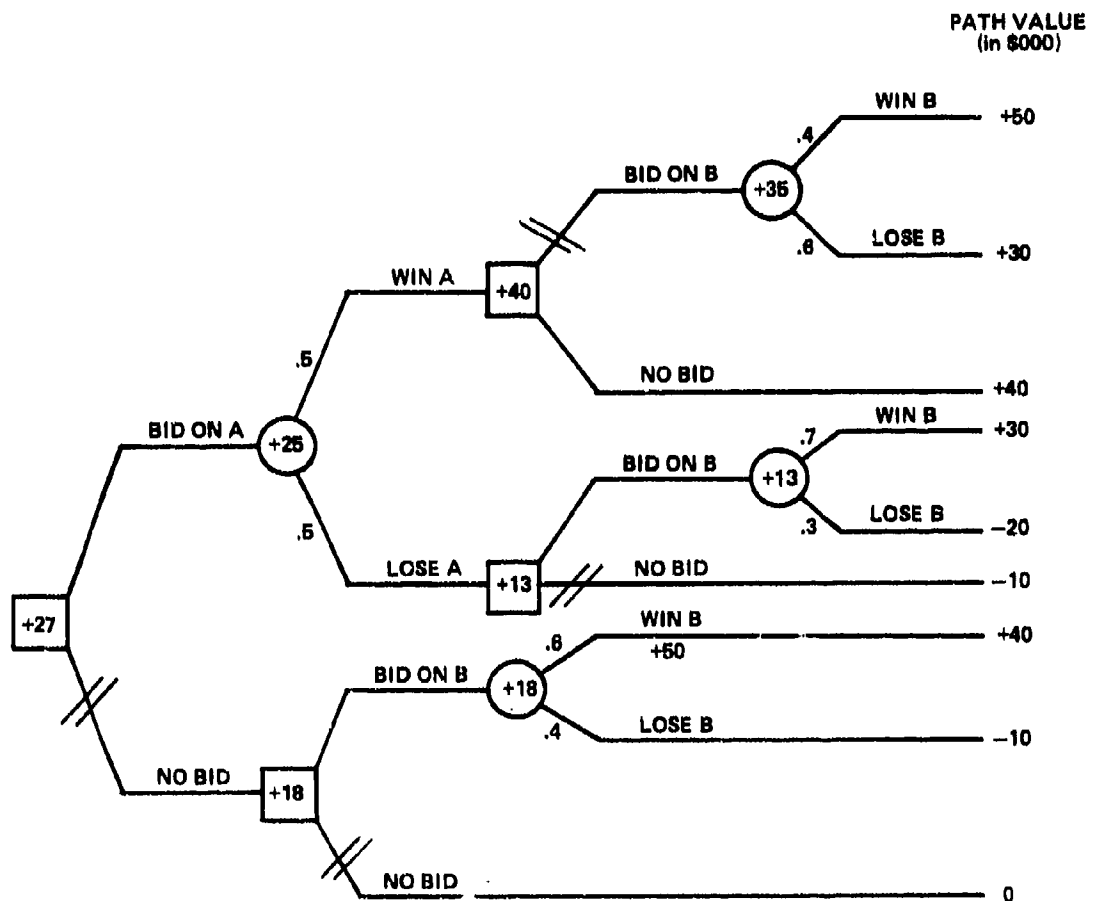 PATH VALUE
(in $000)
WIN B
+50
.4
BID ON B
+35
.6
LOSE B
+30
WIN A
+40
.5
NO BID
+40
BID ON A
+25
WIN B
+30
.7
BID ON B
+13
.3
LOSE B
-20
.5
LOSE A
+13
NO BID
-10
+27
WIN B
+40
.6
+50
BID ON B
+18
.4
LOSE B
-10
NO BID
+18
NO BID
0